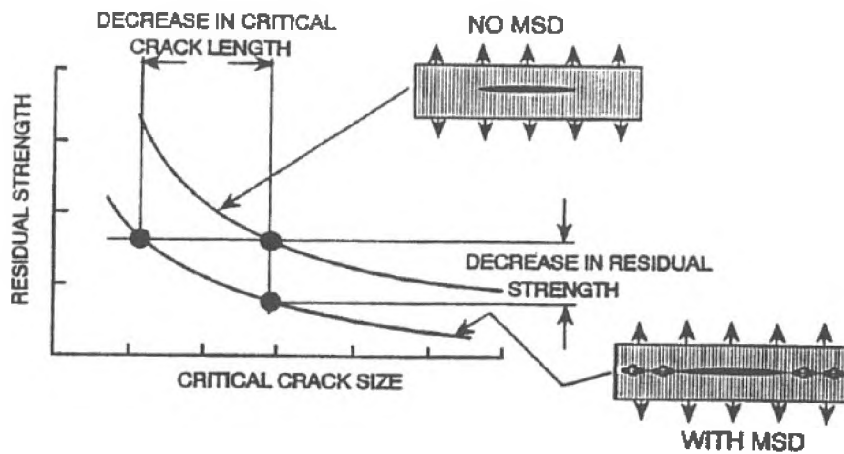 DECREASE IN CRITICAL
CRACK LENGTH
NO MSD
RESIDUAL STRENGTH
DECREASE IN RESIDUAL
STRENGTH
CRITICAL CRACK SIZE
WITH MSD